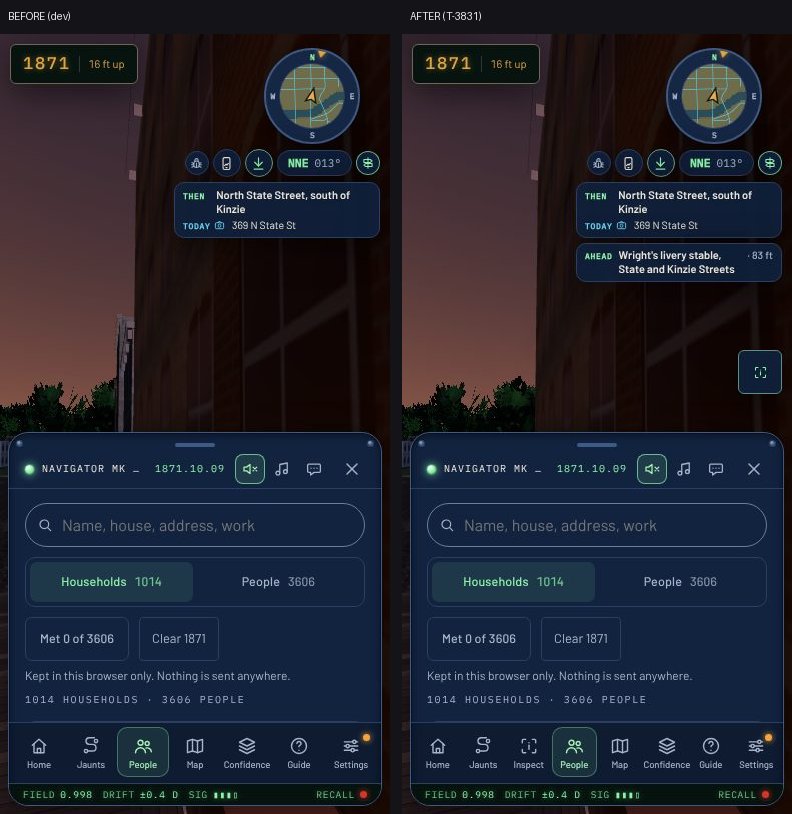 BEFORE (dev)
1871 16 ft up
N
W E
S
NNE 013°
THEN North State Street, south of
Kinzie
TODAY 369 N State St
NAVIGATOR MK … 1871.10.09
Name, house, address, work
Households 1014 People 3606
Met 0 of 3606 Clear 1871
Kept in this browser only. Nothing is sent anywhere.
1014 HOUSEHOLDS · 3606 PEOPLE
Home Jaunts People Map Confidence Guide Settings
FIELD 0.998 DRIFT ±0.4 D SIG RECALL
AFTER (T-3831)
1871 16 ft up
N
W E
S
NNE 013°
THEN North State Street, south of
Kinzie
TODAY 369 N State St
AHEAD Wright's livery stable, · 83 ft
State and Kinzie Streets
NAVIGATOR MK … 1871.10.09
Name, house, address, work
Households 1014 People 3606
Met 0 of 3606 Clear 1871
Kept in this browser only. Nothing is sent anywhere.
1014 HOUSEHOLDS · 3606 PEOPLE
Home Jaunts Inspect People Map Confidence Guide Settings
FIELD 0.998 DRIFT ±0.4 D SIG RECALL